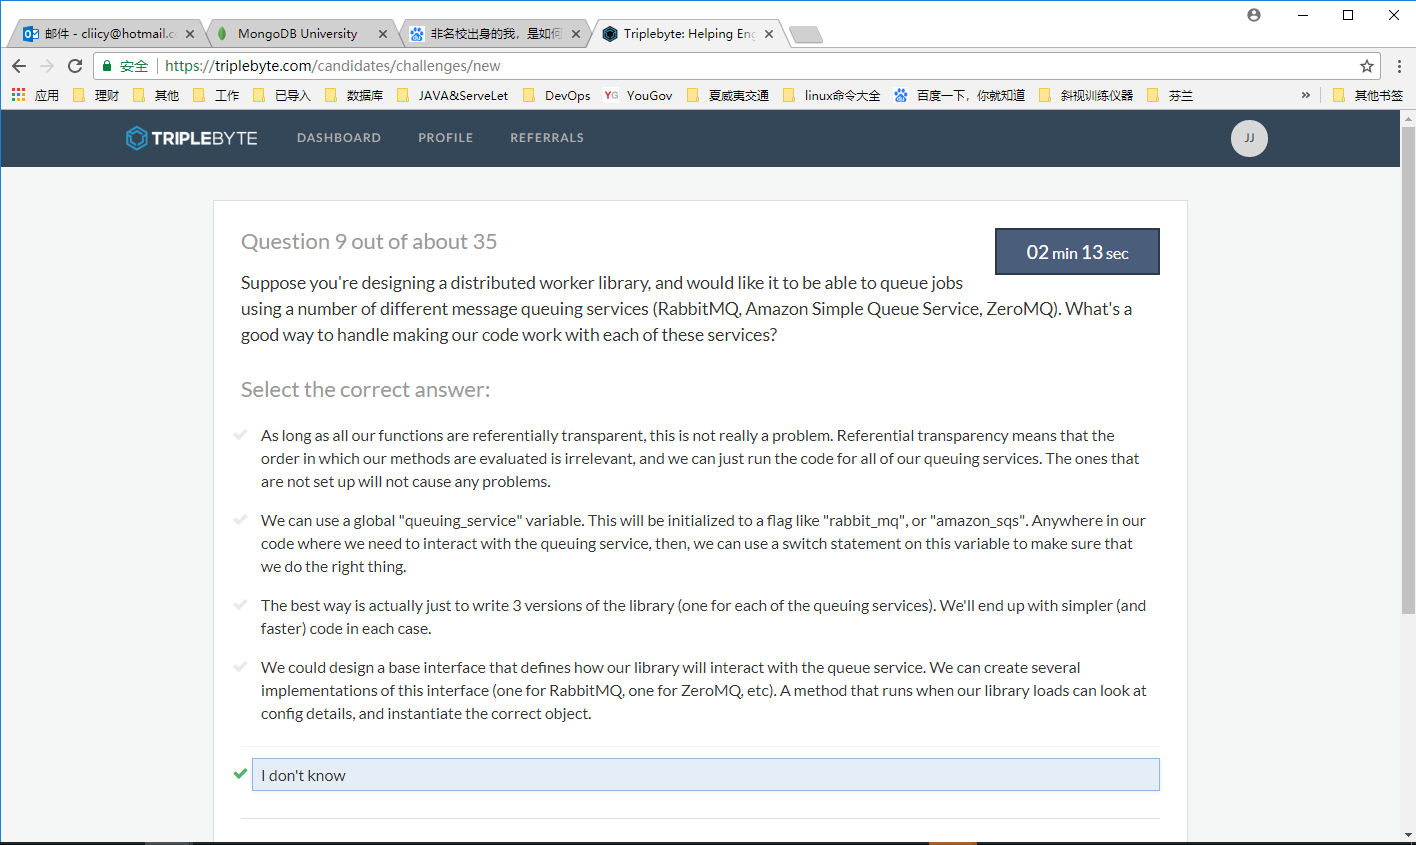 邮件 - cliicy@hotmail.c
MongoDB University
非名校出身的我，是如何
Triplebyte: Helping Eng
安全
https://triplebyte.com/candidates/challenges/new
应用 理财 其他 工作 已导入 数据库 JAVA&ServeLet DevOps YG YouGov 夏威夷交通 linux命令大全 百度一下，你就知道 斜视训练仪器 芬兰 » 其他书签
TRIPLEBYTE DASHBOARD PROFILE REFERRALS JJ
Question 9 out of about 35
02 min 13 sec
Suppose you're designing a distributed worker library, and would like it to be able to queue jobs
using a number of different message queuing services (RabbitMQ, Amazon Simple Queue Service, ZeroMQ). What's a
good way to handle making our code work with each of these services?
Select the correct answer:
As long as all our functions are referentially transparent, this is not really a problem. Referential transparency means that the
order in which our methods are evaluated is irrelevant, and we can just run the code for all of our queuing services. The ones that
are not set up will not cause any problems.
We can use a global "queuing_service" variable. This will be initialized to a flag like "rabbit_mq", or "amazon_sqs". Anywhere in our
code where we need to interact with the queuing service, then, we can use a switch statement on this variable to make sure that
we do the right thing.
The best way is actually just to write 3 versions of the library (one for each of the queuing services). We'll end up with simpler (and
faster) code in each case.
We could design a base interface that defines how our library will interact with the queue service. We can create several
implementations of this interface (one for RabbitMQ, one for ZeroMQ, etc). A method that runs when our library loads can look at
config details, and instantiate the correct object.
I don't know